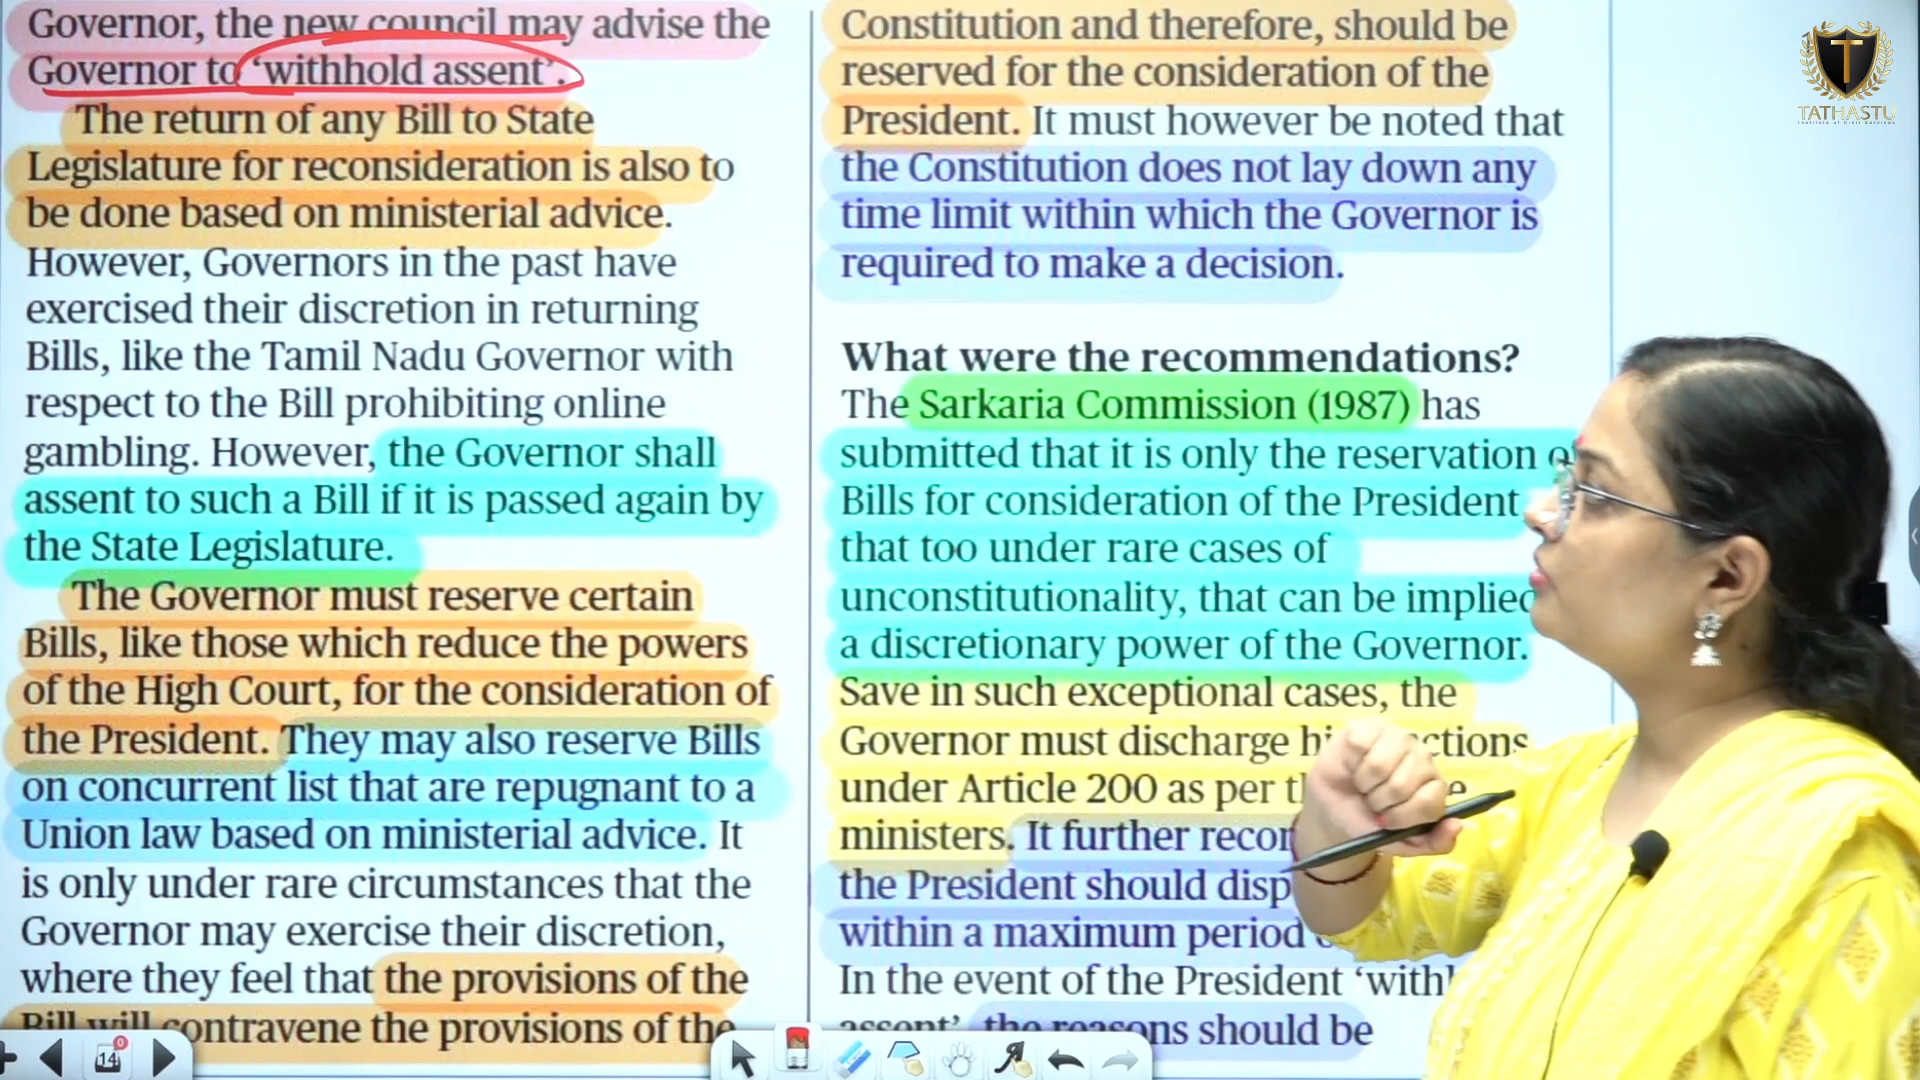 Governor, the new council may advise the
Governor to ‘withhold assent’.
The return of any Bill to State
Legislature for reconsideration is also to
be done based on ministerial advice.
However, Governors in the past have
exercised their discretion in returning
Bills, like the Tamil Nadu Governor with
respect to the Bill prohibiting online
gambling. However, the Governor shall
assent to such a Bill if it is passed again by
the State Legislature.
The Governor must reserve certain
Bills, like those which reduce the powers
of the High Court, for the consideration of
the President. They may also reserve Bills
on concurrent list that are repugnant to a
Union law based on ministerial advice. It
is only under rare circumstances that the
Governor may exercise their discretion,
where they feel that the provisions of the
Bill will contravene the provisions of the
Constitution and therefore, should be
reserved for the consideration of the
President. It must however be noted that
the Constitution does not lay down any
time limit within which the Governor is
required to make a decision.
What were the recommendations?
The Sarkaria Commission (1987) has
submitted that it is only the reservation
Bills for consideration of the President
that too under rare cases of
unconstitutionality, that can be implied
a discretionary power of the Governor.
Save in such exceptional cases, the
Governor must discharge
under Article 200 as per
ministers. It further
the President should
within a maximum period
In the event of the President
assent’, the reasons should be
TATHASTU
Institute of Civil Services
14
0